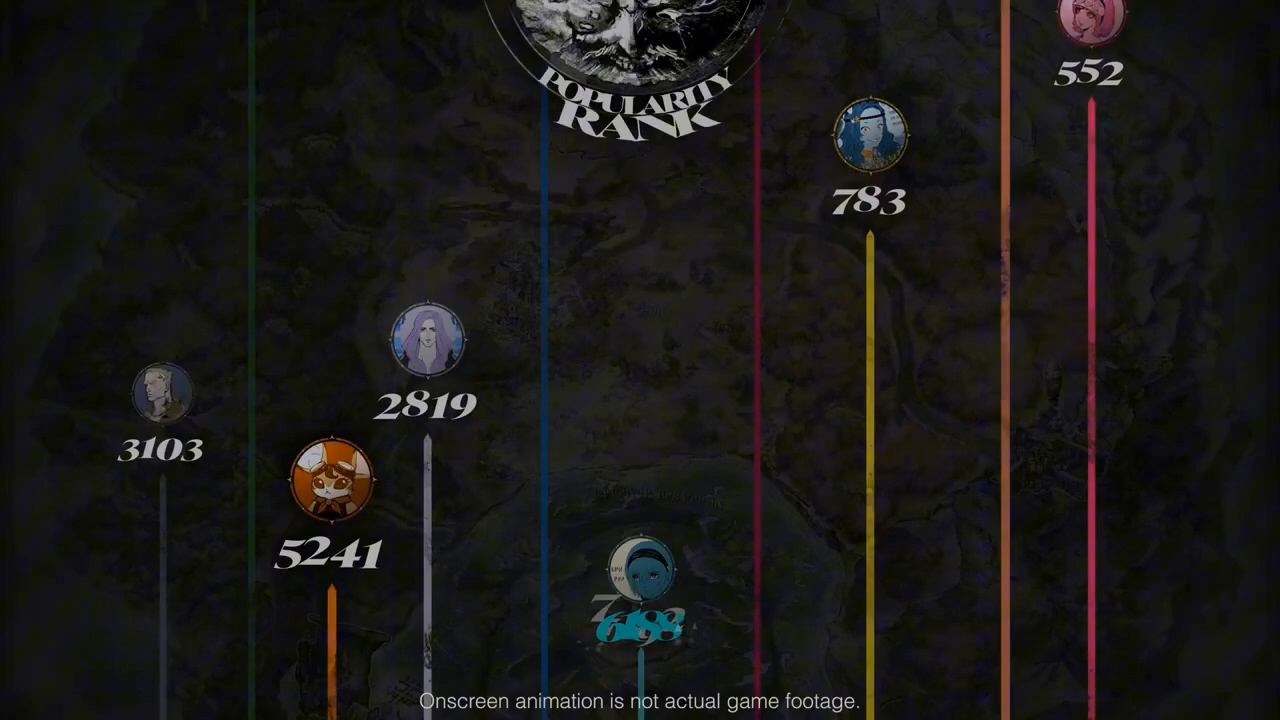 POPULARITY
RANK
552
783
2819
3103
5241
Onscreen animation is not actual game footage.